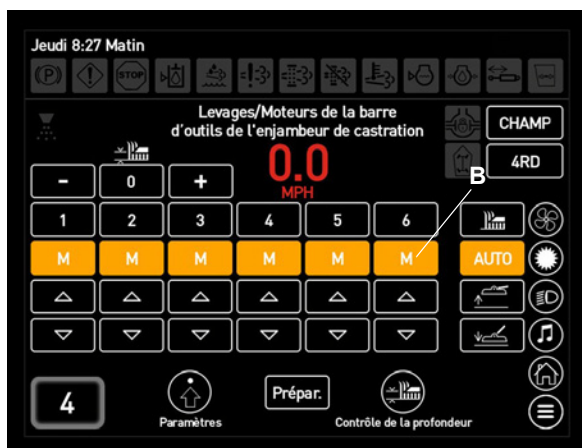 Jeudi 8:27 Matin
P STOP
Levages/Moteurs de la barre
d'outils de l'enjambeur de castration
CHAMP
0.0
MPH
4RD
B
- 0 +
1 2 3 4 5 6
M M M M M M AUTO
4
Prépar.
Paramètres
Contrôle de la profondeur